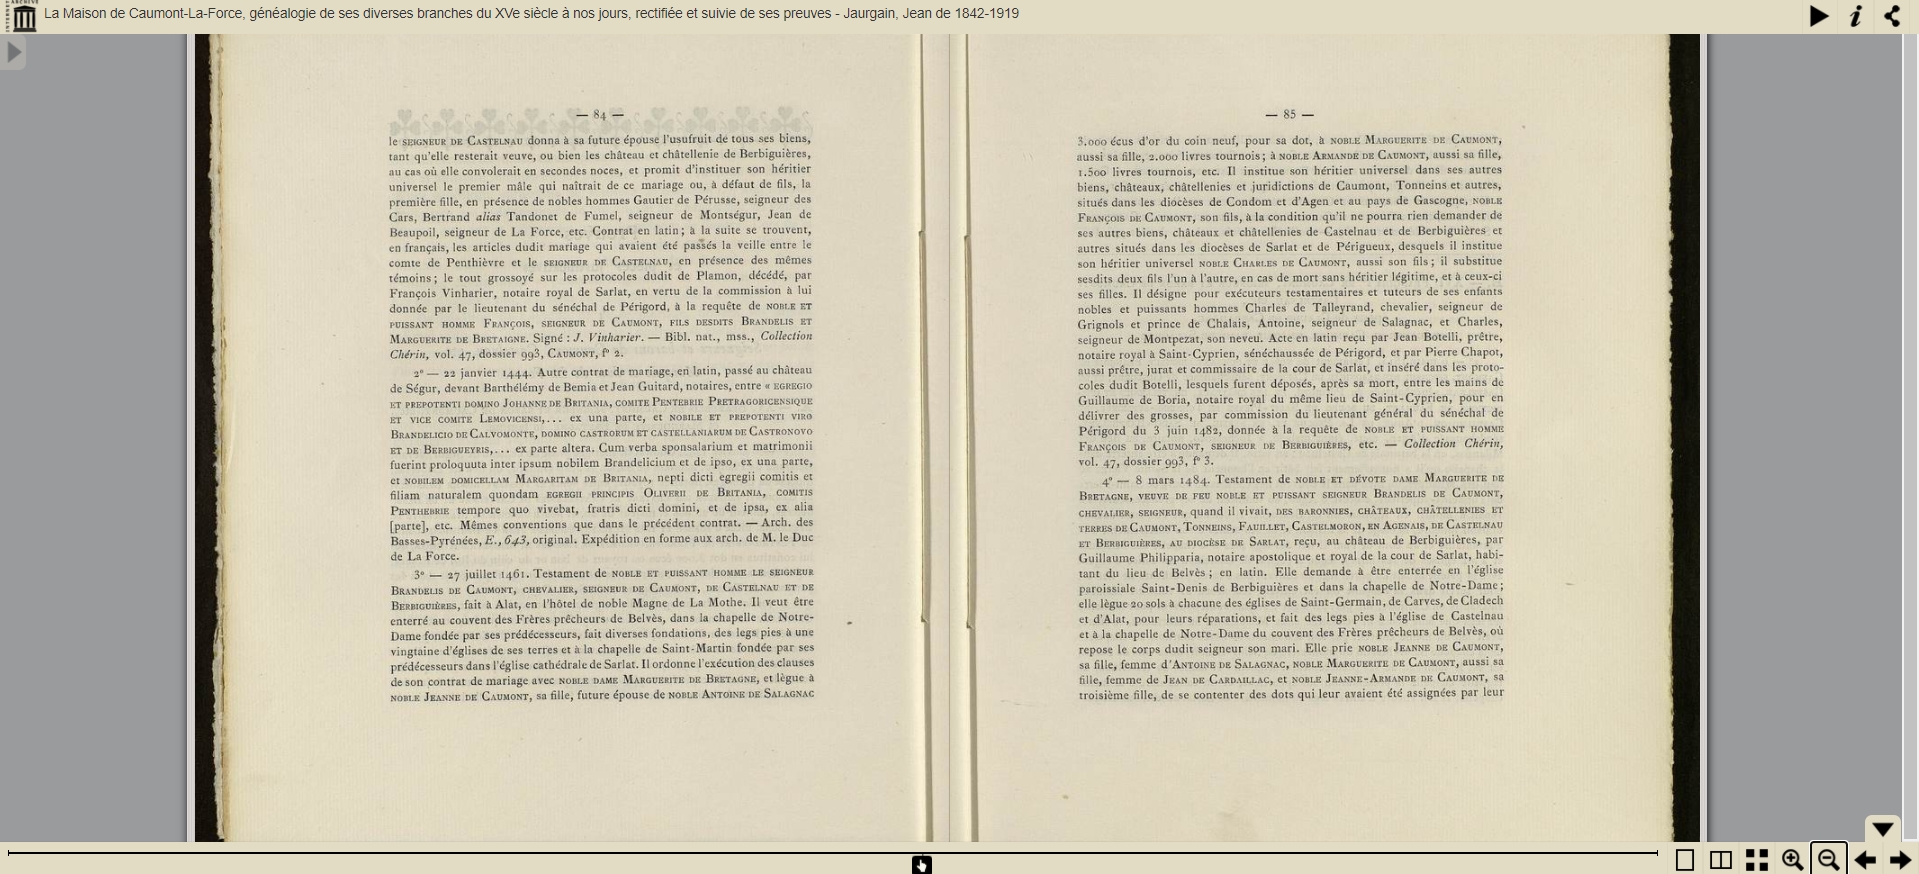 La Maison de Caumont-La-Force, généalogie de ses diverses branches du XVe siècle à nos jours, rectifiée et suivie de ses preuves - Jaurgain, Jean de 1842-1919
— 84 —
le SEIGNEUR DE CASTELNAU donna à sa future épouse l'usufruit de tous ses biens,
tant qu'elle resterait veuve, ou bien les château et châtellenie de Berbiguières,
au cas où elle convolerait en secondes noces, et promit d'instituer son héritier
universel le premier mâle qui naîtrait de ce mariage ou, à défaut de fils, la
première fille, en présence de nobles hommes Gautier de Pérusse, seigneur des
Cars, Bertrand alias Tandonet de Fumel, seigneur de Montségur, Jean de
Beaupoil, seigneur de La Force, etc. Contrat en latin; à la suite se trouvent,
en français, les articles dudit mariage qui avaient été passés la veille entre le
comte de Penthièvre et le SEIGNEUR DE CASTELNAU, en présence des mêmes
témoins; le tout grossoyé sur les protocoles dudit de Plamon, décédé, par
François Vinharier, notaire royal de Sarlat, en vertu de la commission à lui
donnée par le lieutenant du sénéchal de Périgord, à la requête de NOBLE ET
PUISSANT HOMME FRANÇOIS, SEIGNEUR DE CAUMONT, FILS DESDITS BRANDELIS ET
MARGUERITE DE BRETAIGNE. Signé : J. Vinharier. — Bibl. nat., mss., Collection
Chérin, vol. 47, dossier 993, CAUMONT, f° 2.
2° — 22 janvier 1444. Autre contrat de mariage, en latin, passé au château
de Ségur, devant Barthélémy de Bemia et Jean Guitard, notaires, entre « EGREGIO
ET PREPOTENTI DOMINO JOHANNE DE BRITANIA, COMITE PENTEBRIE PRETRAGORICENSIQUE
ET VICE COMITE LEMOVICENSI,... ex una parte, et NOBILE ET PREPOTENTI VIRO
BRANDELICIO DE CALVOMONTE, DOMINO CASTRORUM ET CASTELLANIARUM DE CASTRONOVO
ET DE BERBIGUEYRIS,... ex parte altera. Cum verba sponsalarium et matrimonii
fuerint proloquuta inter ipsum nobilem Brandelicium et de ipso, ex una parte,
et NOBILEM DOMICELLAM MARGARITAM DE BRITANIA, nepti dicti egregii comitis et
filiam naturalem quondam EGREGII PRINCIPIS OLIVERII DE BRITANIA, COMITIS
PENTHEBRIE tempore quo vivebat, fratris dicti domini, et de ipsa, ex alia
[parte], etc. Mêmes conventions que dans le précédent contrat. — Arch. des
Basses-Pyrénées, E., 643, original. Expédition en forme aux arch. de M. le Duc
de La Force.
3° — 27 juillet 1461. Testament de NOBLE ET PUISSANT HOMME LE SEIGNEUR
BRANDELIS DE CAUMONT, CHEVALIER, SEIGNEUR DE CAUMONT, DE CASTELNAU ET DE
BERBIGUIÈRES, fait à Alat, en l'hôtel de noble Magne de La Mothe. Il veut être
enterré au couvent des Frères prêcheurs de Belvès, dans la chapelle de Notre-
Dame fondée par ses prédécesseurs, fait diverses fondations, des legs pies à une
vingtaine d'églises de ses terres et à la chapelle de Saint-Martin fondée par ses
prédécesseurs dans l'église cathédrale de Sarlat. Il ordonne l'exécution des clauses
de son contrat de mariage avec NOBLE DAME MARGUERITE DE BRETAGNE, et lègue à
NOBLE JEANNE DE CAUMONT, sa fille, future épouse de NOBLE ANTOINE DE SALAGNAC
— 85 —
3.000 écus d'or du coin neuf, pour sa dot, à NOBLE MARGUERITE DE CAUMONT,
aussi sa fille, 2.000 livres tournois; à NOBLE ARMANDE DE CAUMONT, aussi sa fille,
1.500 livres tournois, etc. Il institue son héritier universel dans ses autres
biens, châteaux, châtellenies et juridictions de Caumont, Tonneins et autres,
situés dans les diocèses de Condom et d'Agen et au pays de Gascogne, NOBLE
FRANÇOIS DE CAUMONT, son fils, à la condition qu'il ne pourra rien demander de
ses autres biens, châteaux et châtellenies de Castelnau et de Berbiguières et
autres situés dans les diocèses de Sarlat et de Périgueux, desquels il institue
son héritier universel NOBLE CHARLES DE CAUMONT, aussi son fils; il substitue
sesdits deux fils l'un à l'autre, en cas de mort sans héritier légitime, et à ceux-ci
ses filles. Il désigne pour exécuteurs testamentaires et tuteurs de ses enfants
nobles et puissants hommes Charles de Talleyrand, chevalier, seigneur de
Grignols et prince de Chalais, Antoine, seigneur de Salagnac, et Charles,
seigneur de Montpezat, son neveu. Acte en latin reçu par Jean Botelli, prêtre,
notaire royal à Saint-Cyprien, sénéchaussée de Périgord, et par Pierre Chapot,
aussi prêtre, jurat et commissaire de la cour de Sarlat, et inséré dans les proto-
coles dudit Botelli, lesquels furent déposés, après sa mort, entre les mains de
Guillaume de Boria, notaire royal du même lieu de Saint-Cyprien, pour en
délivrer des grosses, par commission du lieutenant général du sénéchal de
Périgord du 3 juin 1482, donnée à la requête de NOBLE ET PUISSANT HOMME
FRANÇOIS DE CAUMONT, SEIGNEUR DE BERBIGUIÈRES, etc. — Collection Chérin,
vol. 47, dossier 993, f° 3.
4° — 8 mars 1484. Testament de NOBLE ET DÉVOTE DAME MARGUERITE DE
BRETAGNE, VEUVE DE FEU NOBLE ET PUISSANT SEIGNEUR BRANDELIS DE CAUMONT,
CHEVALIER, SEIGNEUR, quand il vivait, DES BARONNIES, CHÂTEAUX, CHÂTELLENIES ET
TERRES DE CAUMONT, TONNEINS, FAUILLET, CASTELMORON, EN AGENAIS, DE CASTELNAU
ET BERBIGUIÈRES, AU DIOCÈSE DE SARLAT, reçu, au château de Berbiguières, par
Guillaume Philipparia, notaire apostolique et royal de la cour de Sarlat, habi-
tant du lieu de Belvès; en latin. Elle demande à être enterrée en l'église
paroissiale Saint-Denis de Berbiguières et dans la chapelle de Notre-Dame;
elle lègue 20 sols à chacune des églises de Saint-Germain, de Carves, de Cladech
et d'Alat, pour leurs réparations, et fait des legs pies à l'église de Castelnau
et à la chapelle de Notre-Dame du couvent des Frères prêcheurs de Belvès, où
repose le corps dudit seigneur son mari. Elle prie NOBLE JEANNE DE CAUMONT,
sa fille, femme d'ANTOINE DE SALAGNAC, NOBLE MARGUERITE DE CAUMONT, aussi sa
fille, femme de JEAN DE CARDAILLAC, et NOBLE JEANNE-ARMANDE DE CAUMONT, sa
troisième fille, de se contenter des dots qui leur avaient été assignées par leur